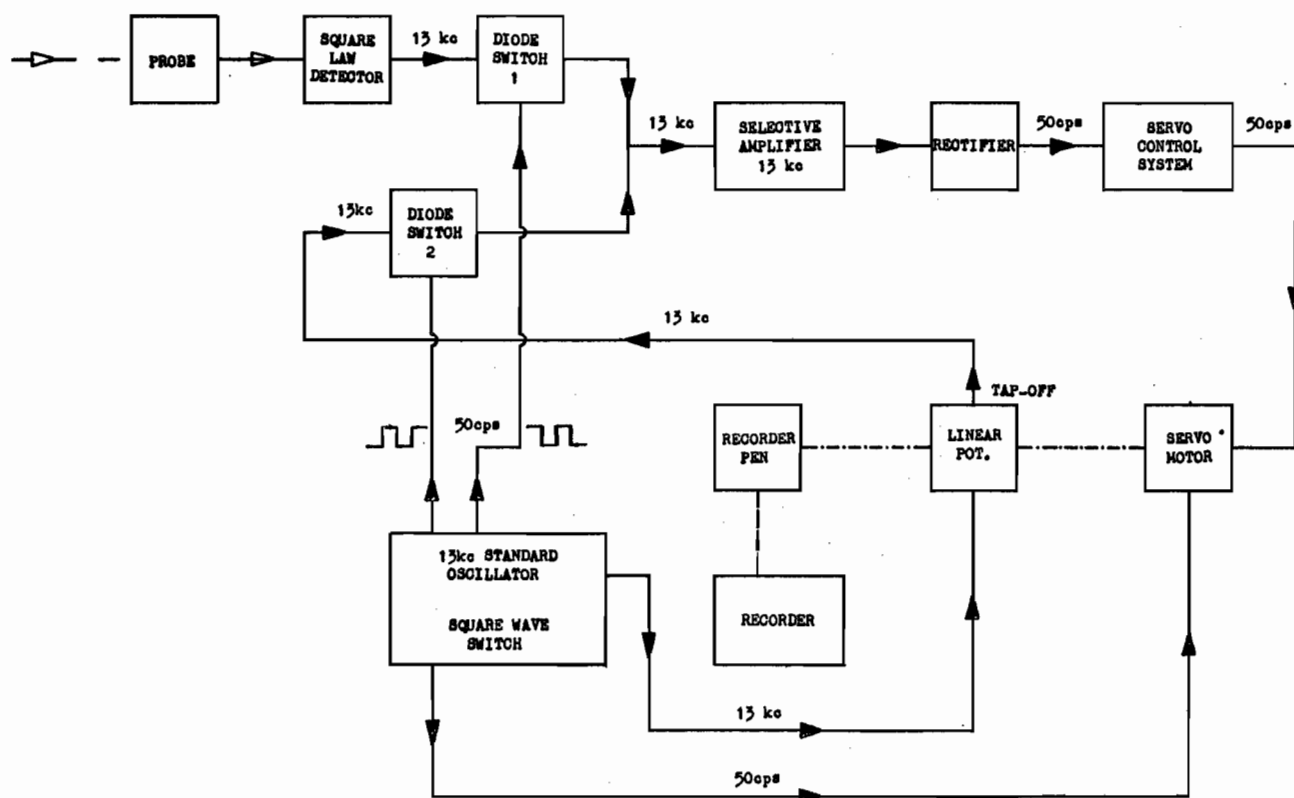 PROBE
SQUARE
LAW
DETECTOR
13 kc
DIODE
SWITCH
1
13 kc
SELECTIVE
AMPLIFIER
13 kc
RECTIFIER
50cps
SERVO
CONTROL
SYSTEM
50cps
13kc
DIODE
SWITCH
2
13 kc
TAP-OFF
50cps
RECORDER
PEN
LINEAR
POT.
SERVO
MOTOR
13kc STANDARD
OSCILLATOR
SQUARE WAVE
SWITCH
RECORDER
13 kc
50cps